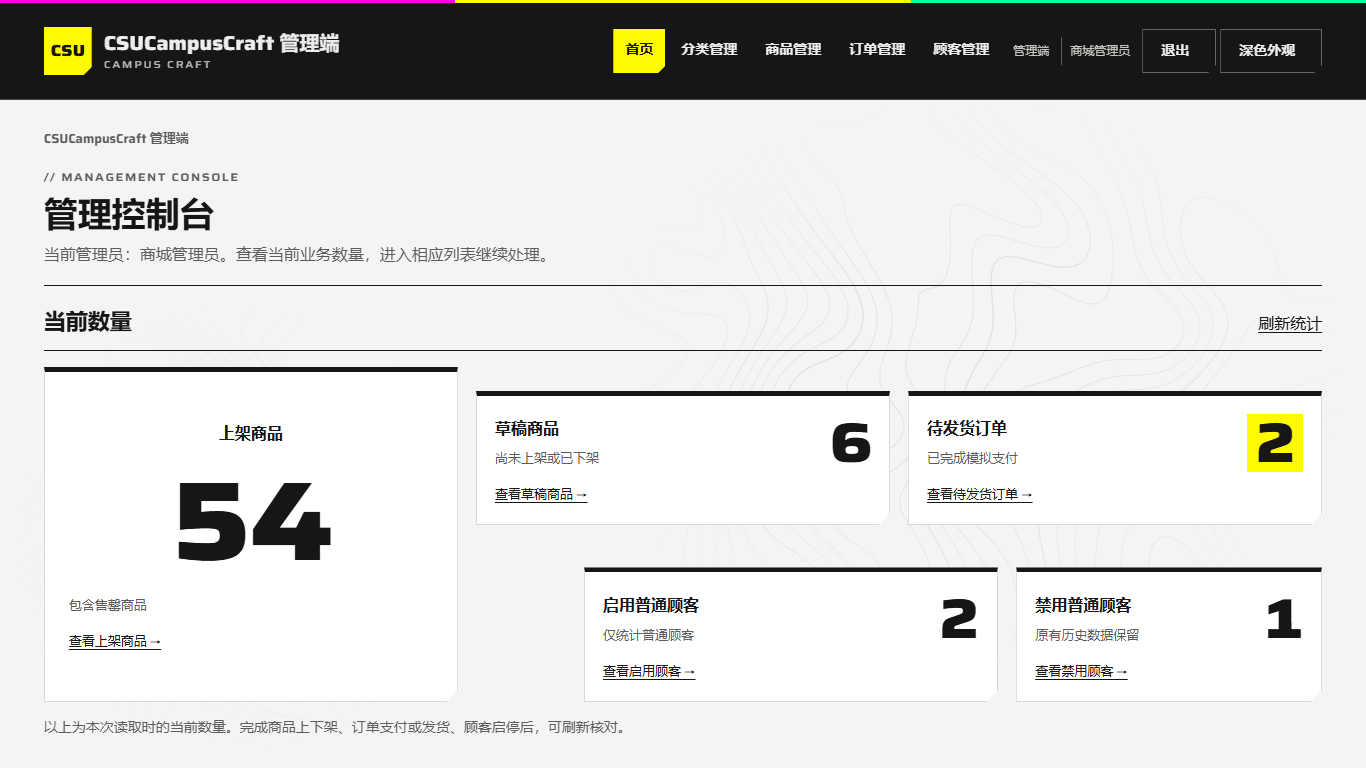 CSU
CSUCampusCraft 管理端
CAMPUS CRAFT
首页 分类管理 商品管理 订单管理 顾客管理 管理端 商城管理员 退出 深色外观
CSUCampusCraft 管理端
// MANAGEMENT CONSOLE
管理控制台
当前管理员：商城管理员。查看当前业务数量，进入相应列表继续处理。
当前数量
刷新统计
上架商品
54
包含售罄商品
查看上架商品→
草稿商品
6
尚未上架或已下架
查看草稿商品→
待发货订单
2
已完成模拟支付
查看待发货订单→
启用普通顾客
2
仅统计普通顾客
查看启用顾客→
禁用普通顾客
1
原有历史数据保留
查看禁用顾客→
以上为本次读取时的当前数量。完成商品上下架、订单支付或发货、顾客启停后，可刷新核对。